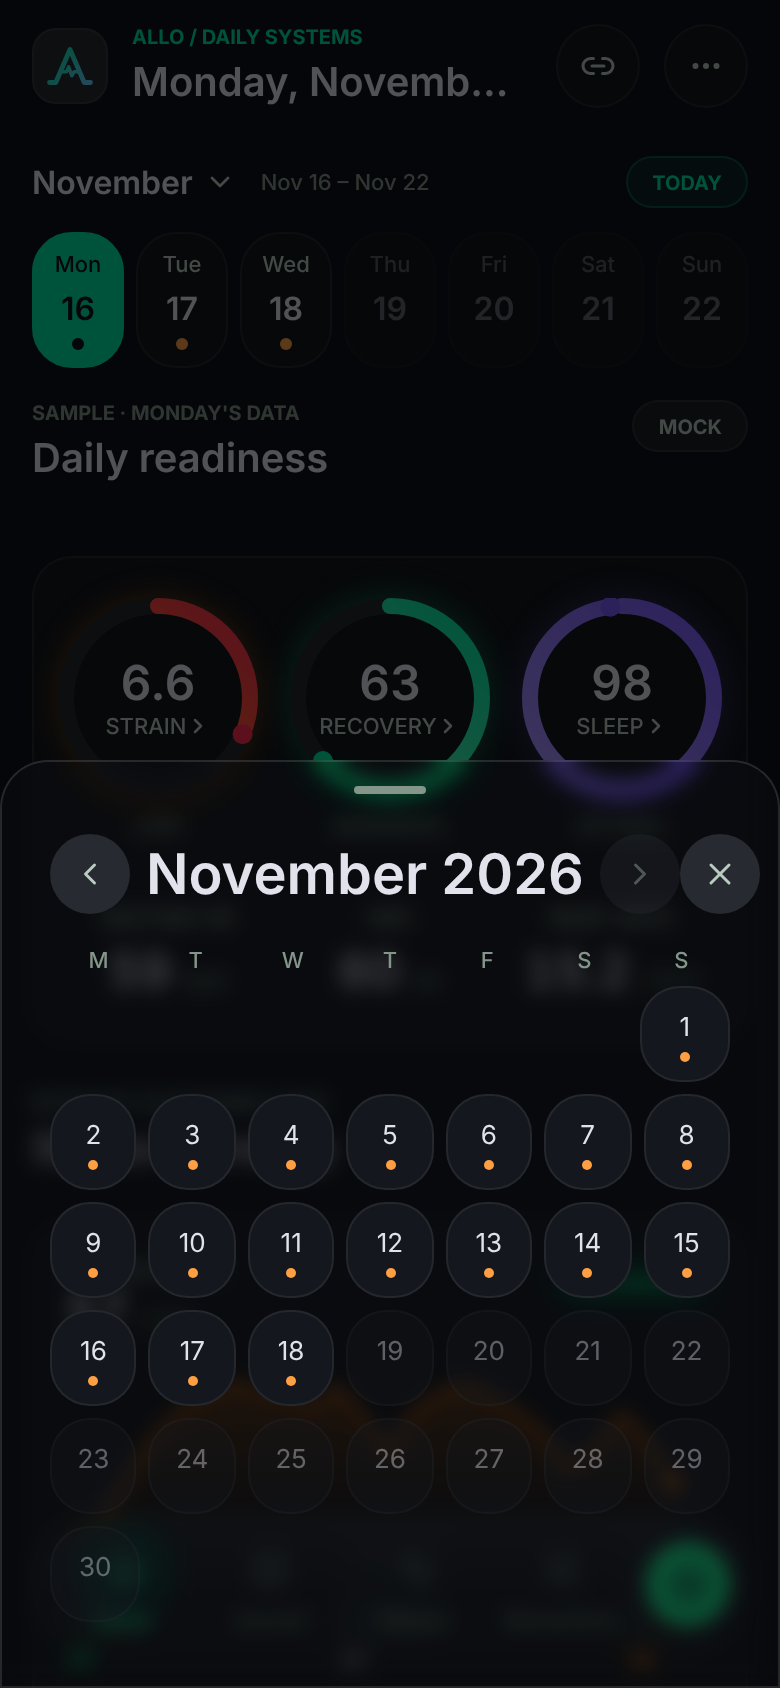 ALLO / DAILY SYSTEMS
Monday, Novemb...
November Nov 16 – Nov 22 TODAY
Mon Tue Wed Thu Fri Sat Sun
16 17 18 19 20 21 22
SAMPLE · MONDAY'S DATA
MOCK
Daily readiness
6.6 63 98
STRAIN RECOVERY SLEEP
November 2026
M T W T F S S
1
2 3 4 5 6 7 8
9 10 11 12 13 14 15
16 17 18 19 20 21 22
23 24 25 26 27 28 29
30